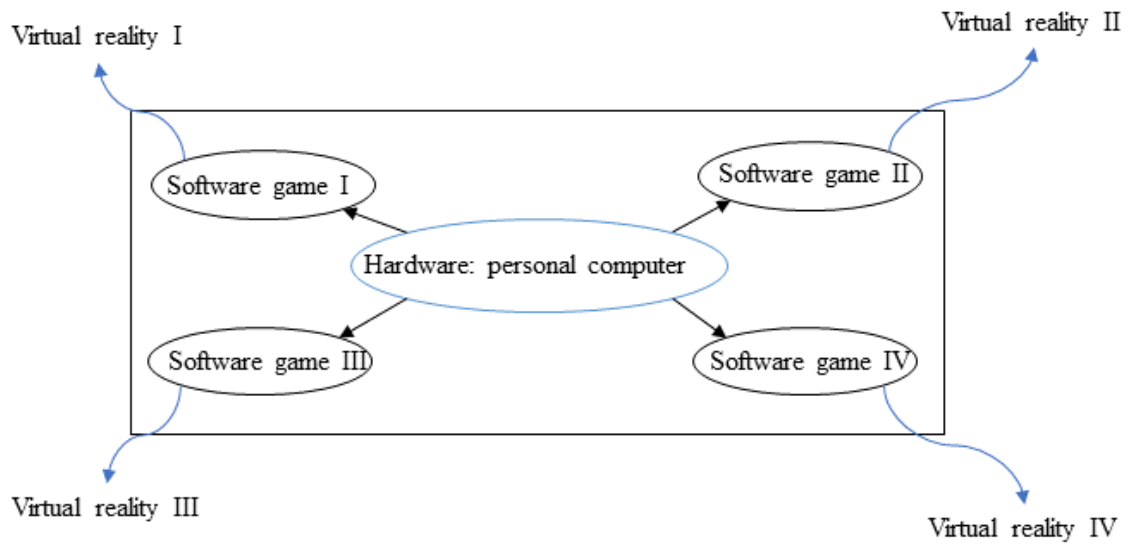 Virtual reality I
Virtual reality II
Software game I
Software game II
Hardware: personal computer
Software game III
Software game IV
Virtual reality III
Virtual reality IV